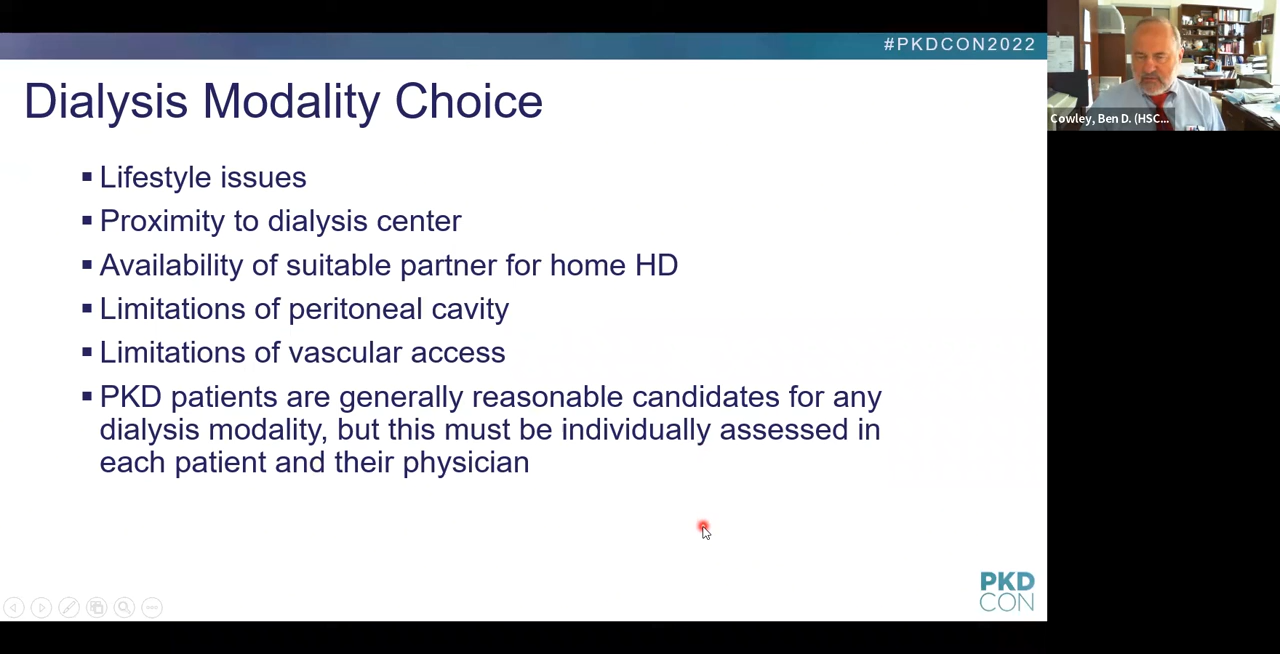 #PKDCON2022
Dialysis Modality Choice
Cowley, Ben D. (HSC...
▪ Lifestyle issues
▪ Proximity to dialysis center
▪ Availability of suitable partner for home HD
▪ Limitations of peritoneal cavity
▪ Limitations of vascular access
▪ PKD patients are generally reasonable candidates for any
dialysis modality, but this must be individually assessed in
each patient and their physician
PKD
CON